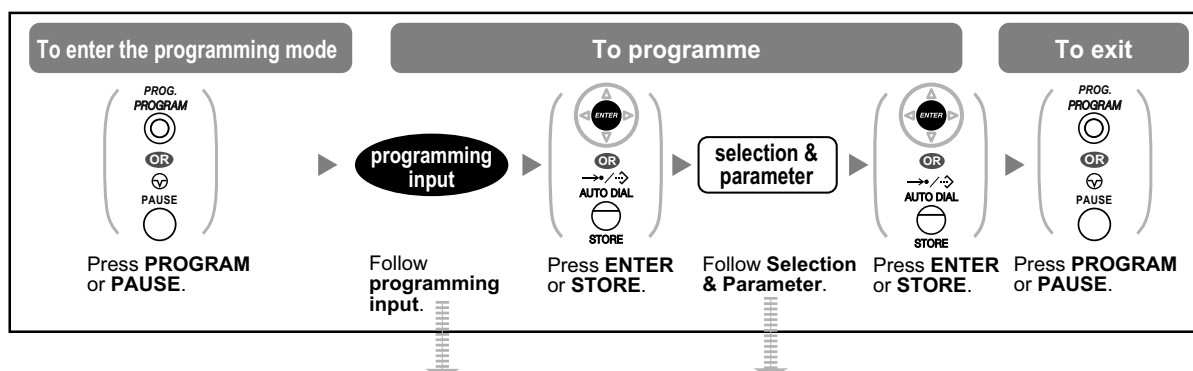 To enter the programming mode
To programme
To exit
PROG.
PROGRAM
OR
PAUSE
Press PROGRAM
or PAUSE.
programming
input
Follow
programming
input.
ENTER
OR
AUTO DIAL
STORE
Press ENTER
or STORE.
selection &
parameter
Follow Selection
& Parameter.
ENTER
OR
AUTO DIAL
STORE
Press ENTER
or STORE.
PROG.
PROGRAM
OR
PAUSE
Press PROGRAM
or PAUSE.